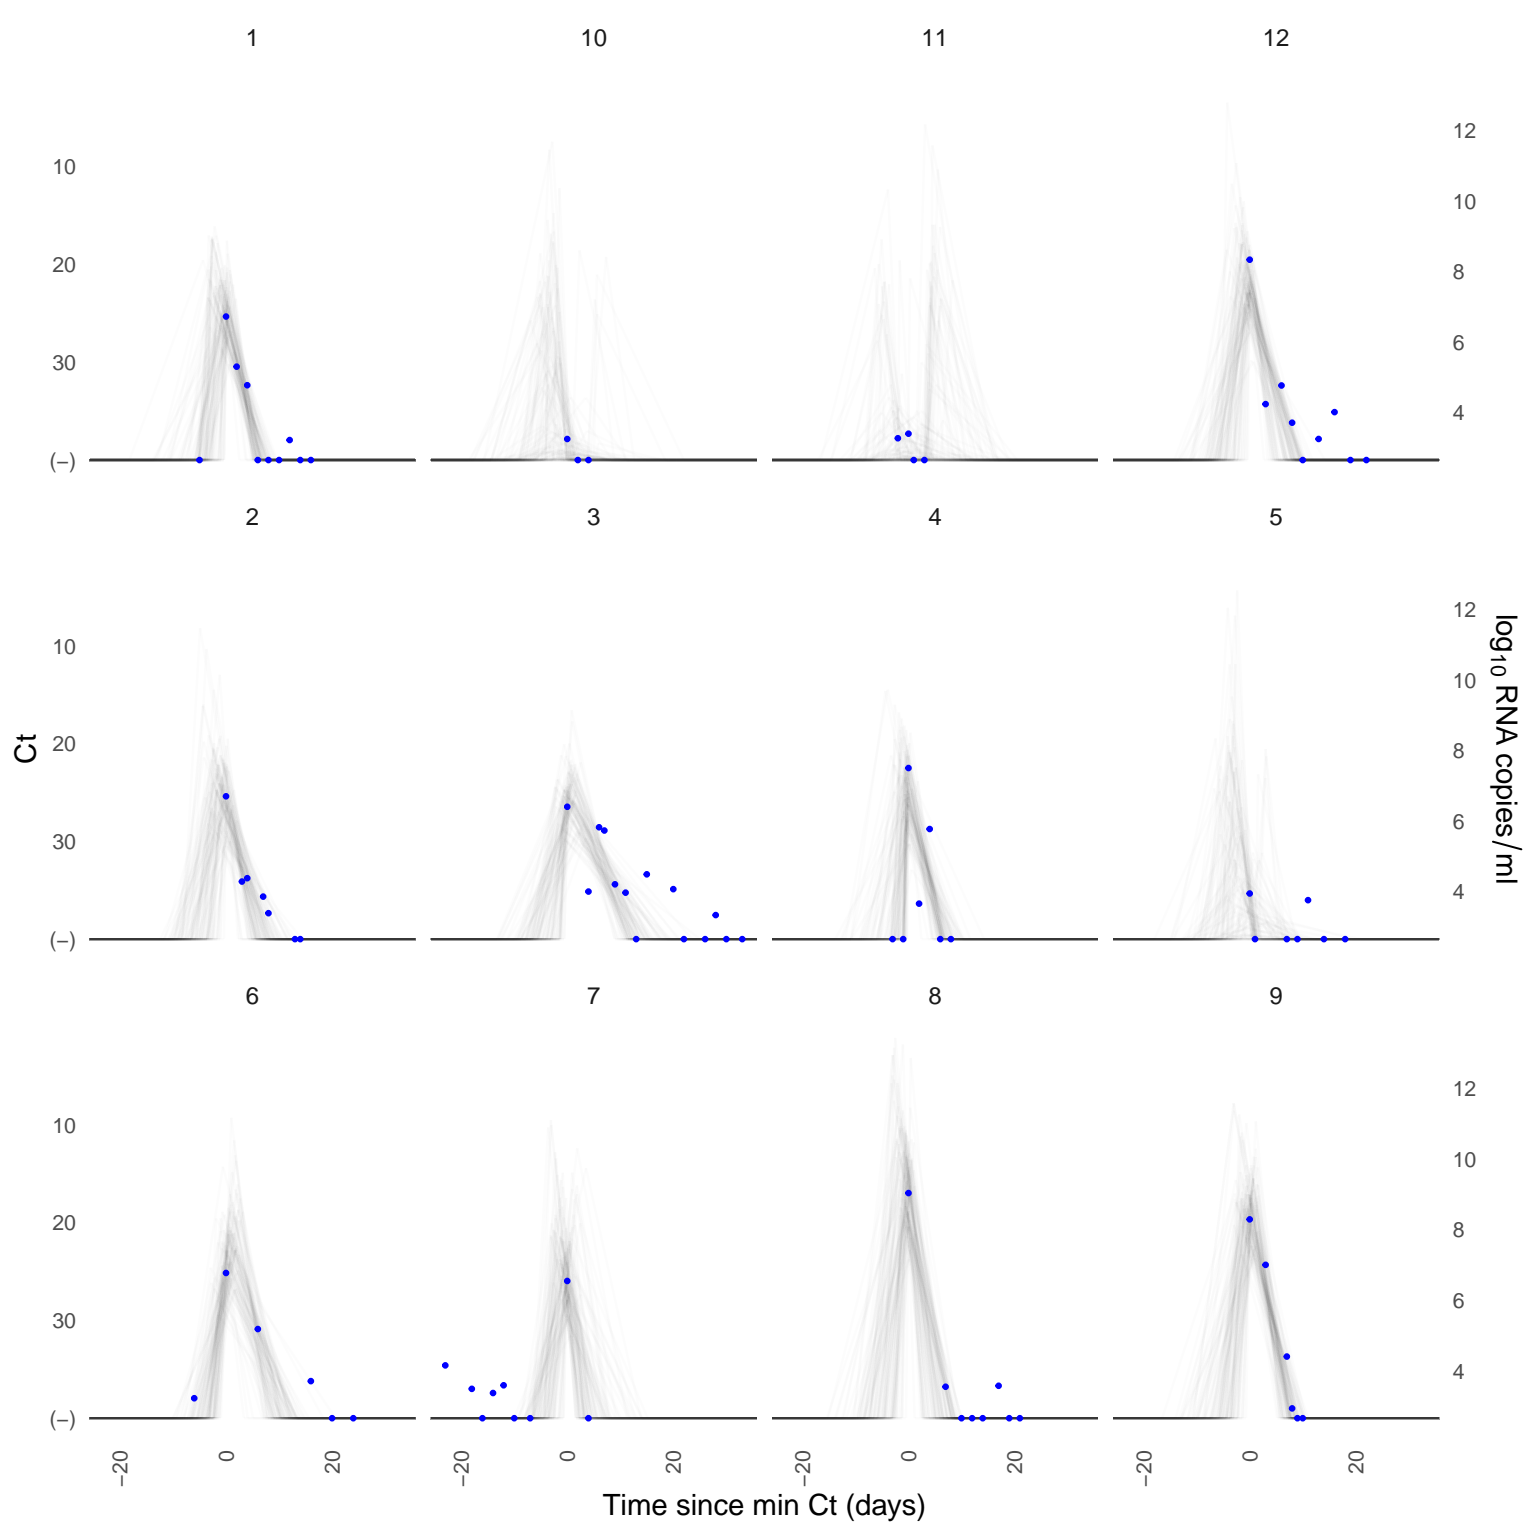 1 10 11 12
10 20 30 (−)
12 10 8 6 4
2 3 4 5
Ct
10 20 30 (−)
12 10 8 6 4
log10 RNA copies/ml
6 7 8 9
10 20 30 (−)
12 10 8 6 4
−20 0 20 −20 0 20 −20 0 20 −20 0 20
Time since min Ct (days)